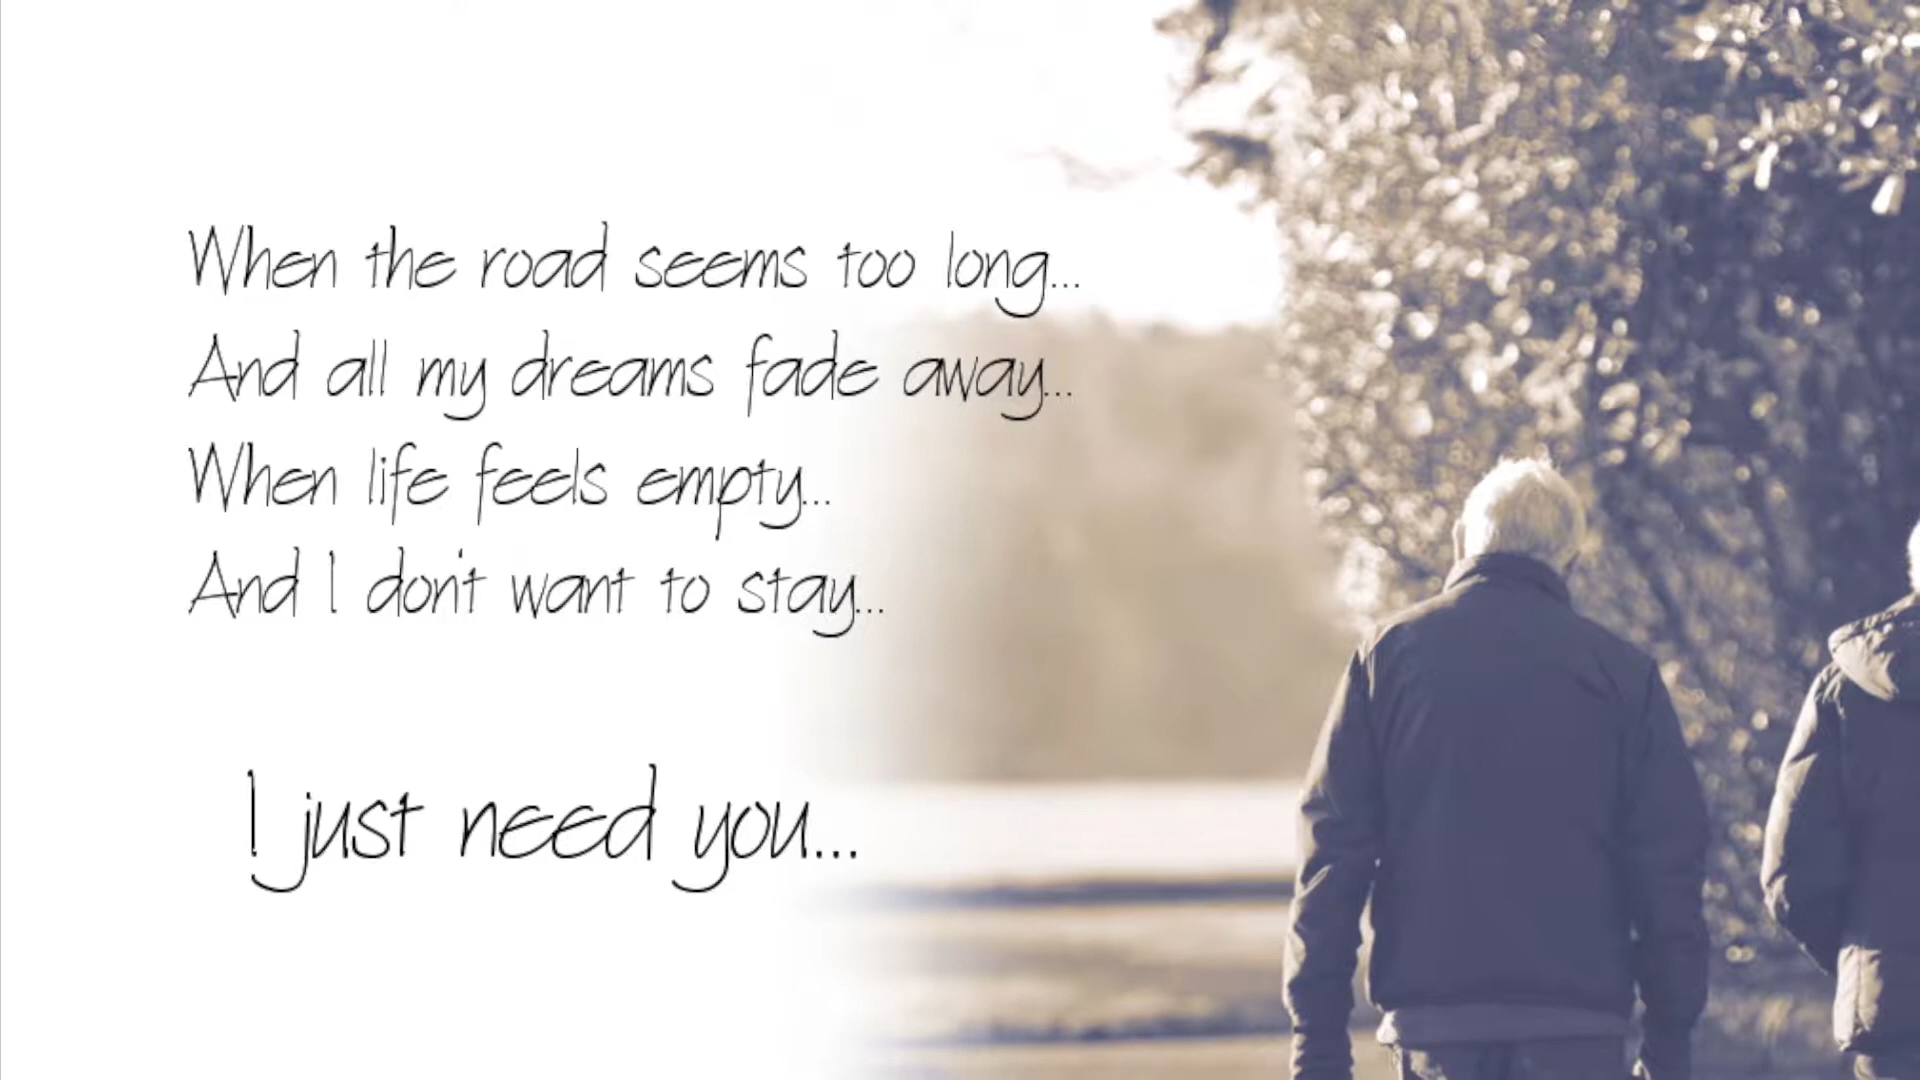 When the road seems too long...
And all my dreams fade away...
When life feels empty...
And I don't want to stay...
I just need you...